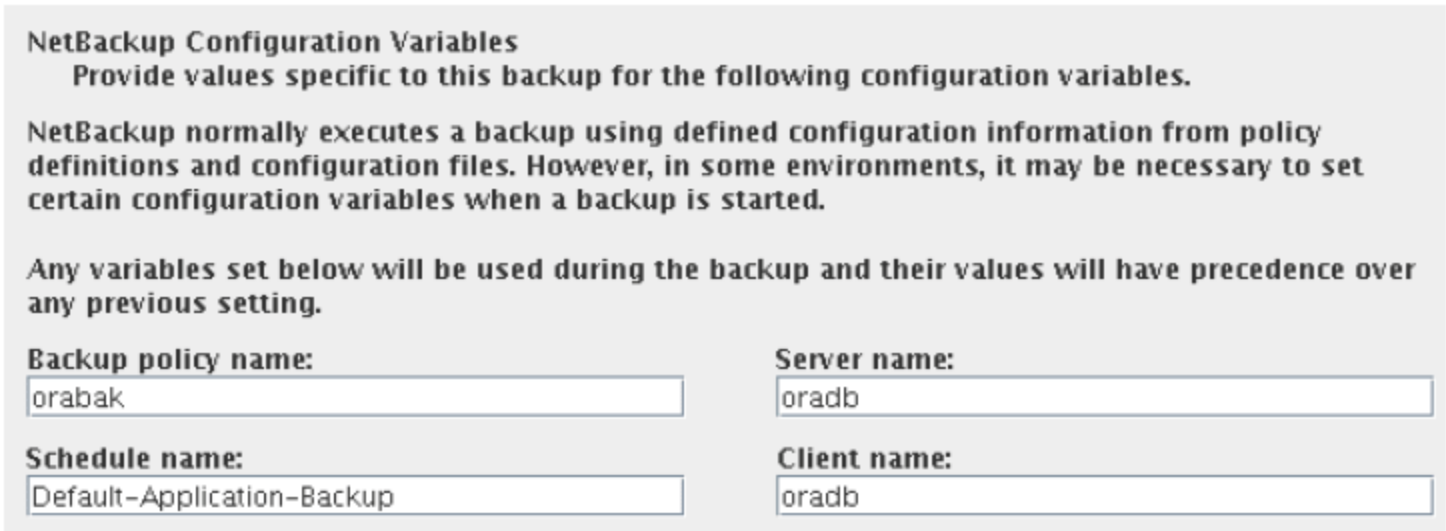 NetBackup Configuration Variables
Provide values specific to this backup for the following configuration variables.
NetBackup normally executes a backup using defined configuration information from policy
definitions and configuration files. However, in some environments, it may be necessary to set
certain configuration variables when a backup is started.
Any variables set below will be used during the backup and their values will have precedence over
any previous setting.
Backup policy name: Server name:
orabak oradb
Schedule name: Client name:
Default-Application-Backup oradb